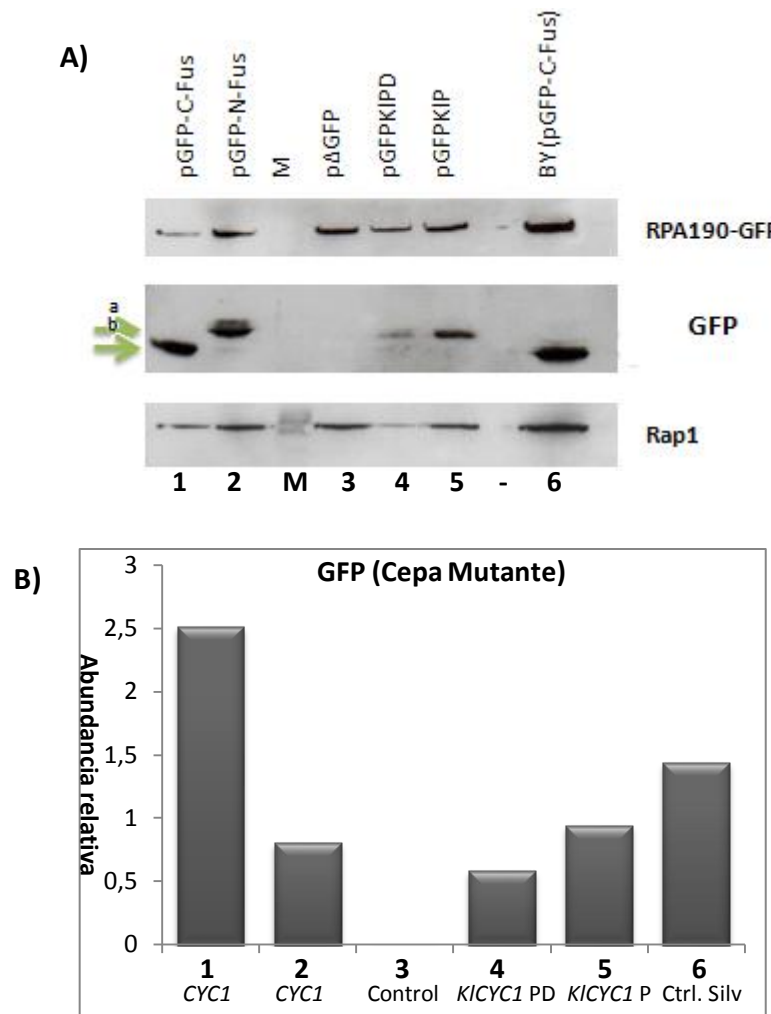 A)
pGFP-C-Fus
pGFP-N-Fus
M
pΔGFP
pGFPKlPD
pGFPKlP
BY(pGFP-C-Fus)
RPA190-GFP
a
b
GFP
Rap1
1 2 M 3 4 5 - 6
B)
GFP (Cepa Mutante)
Abundancia relativa
3
2,5
2
1,5
1
0,5
0
1 2 3 4 5 6
CYC1 CYC1 Control KlCYC1 PD KlCYC1 P Ctrl. Silv